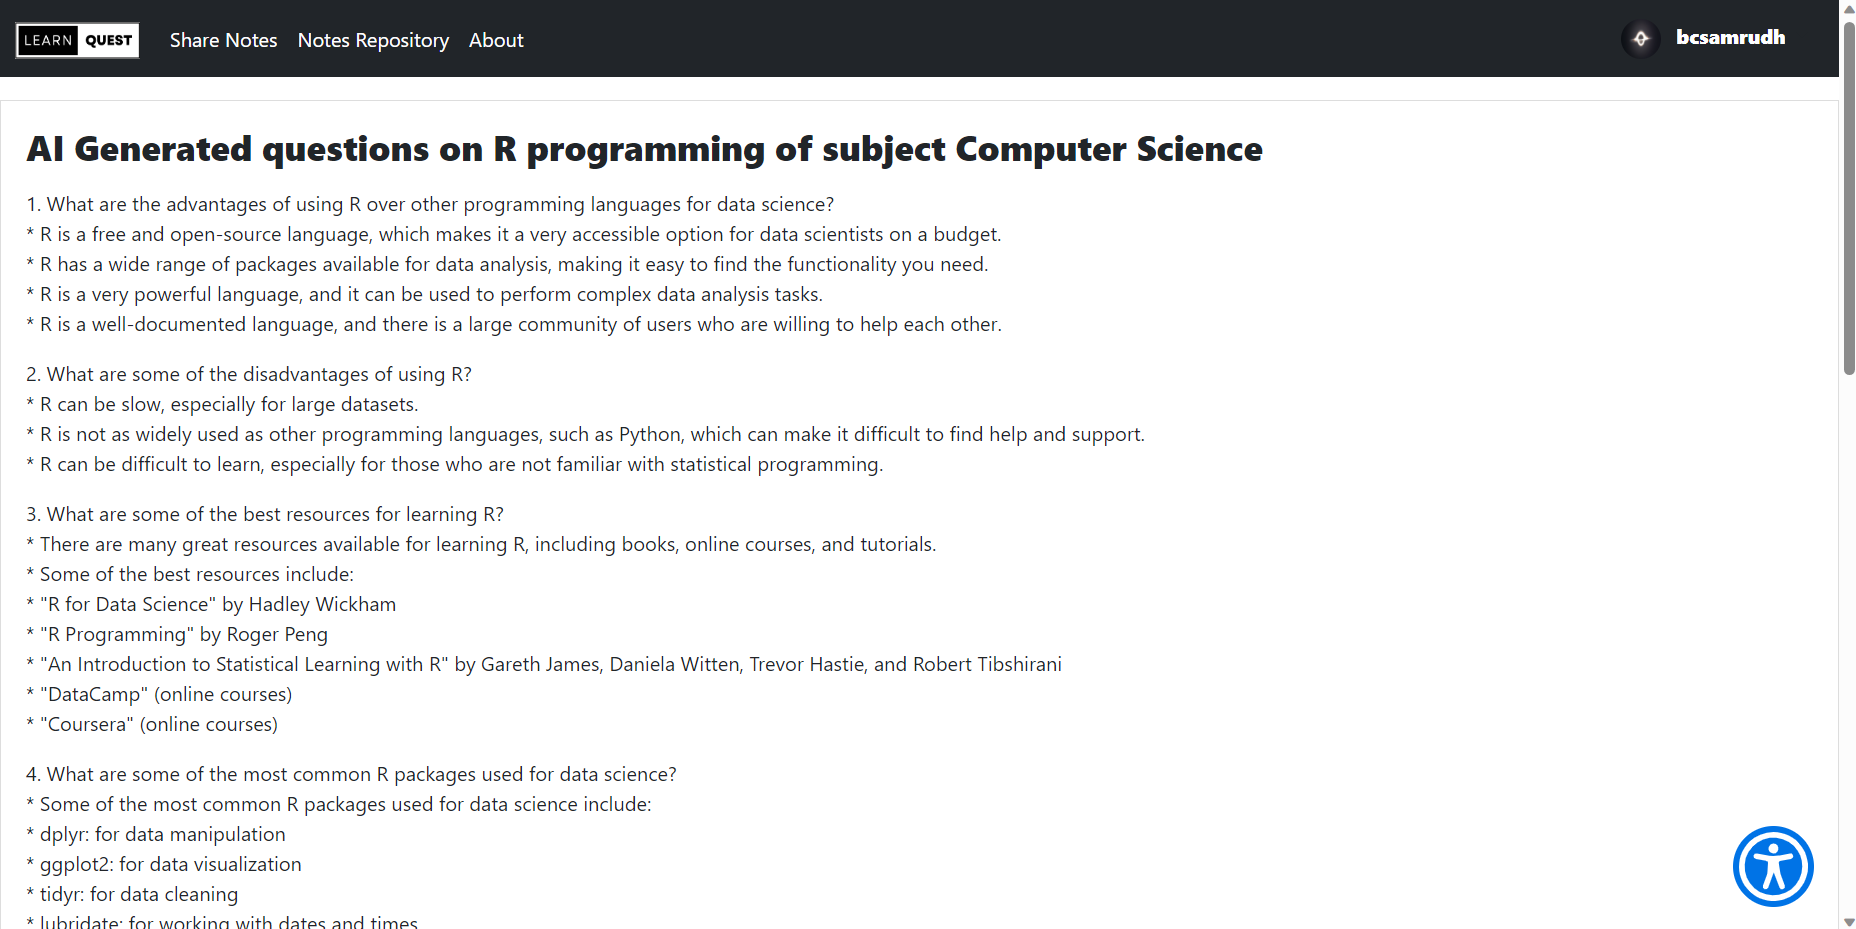 LEARN QUEST
Share Notes Notes Repository About
bcsamrudh
AI Generated questions on R programming of subject Computer Science
1. What are the advantages of using R over other programming languages for data science?
* R is a free and open-source language, which makes it a very accessible option for data scientists on a budget.
* R has a wide range of packages available for data analysis, making it easy to find the functionality you need.
* R is a very powerful language, and it can be used to perform complex data analysis tasks.
* R is a well-documented language, and there is a large community of users who are willing to help each other.
2. What are some of the disadvantages of using R?
* R can be slow, especially for large datasets.
* R is not as widely used as other programming languages, such as Python, which can make it difficult to find help and support.
* R can be difficult to learn, especially for those who are not familiar with statistical programming.
3. What are some of the best resources for learning R?
* There are many great resources available for learning R, including books, online courses, and tutorials.
* Some of the best resources include:
* "R for Data Science" by Hadley Wickham
* "R Programming" by Roger Peng
* "An Introduction to Statistical Learning with R" by Gareth James, Daniela Witten, Trevor Hastie, and Robert Tibshirani
* "DataCamp" (online courses)
* "Coursera" (online courses)
4. What are some of the most common R packages used for data science?
* Some of the most common R packages used for data science include:
* dplyr: for data manipulation
* ggplot2: for data visualization
* tidyr: for data cleaning
* lubridate: for working with dates and times